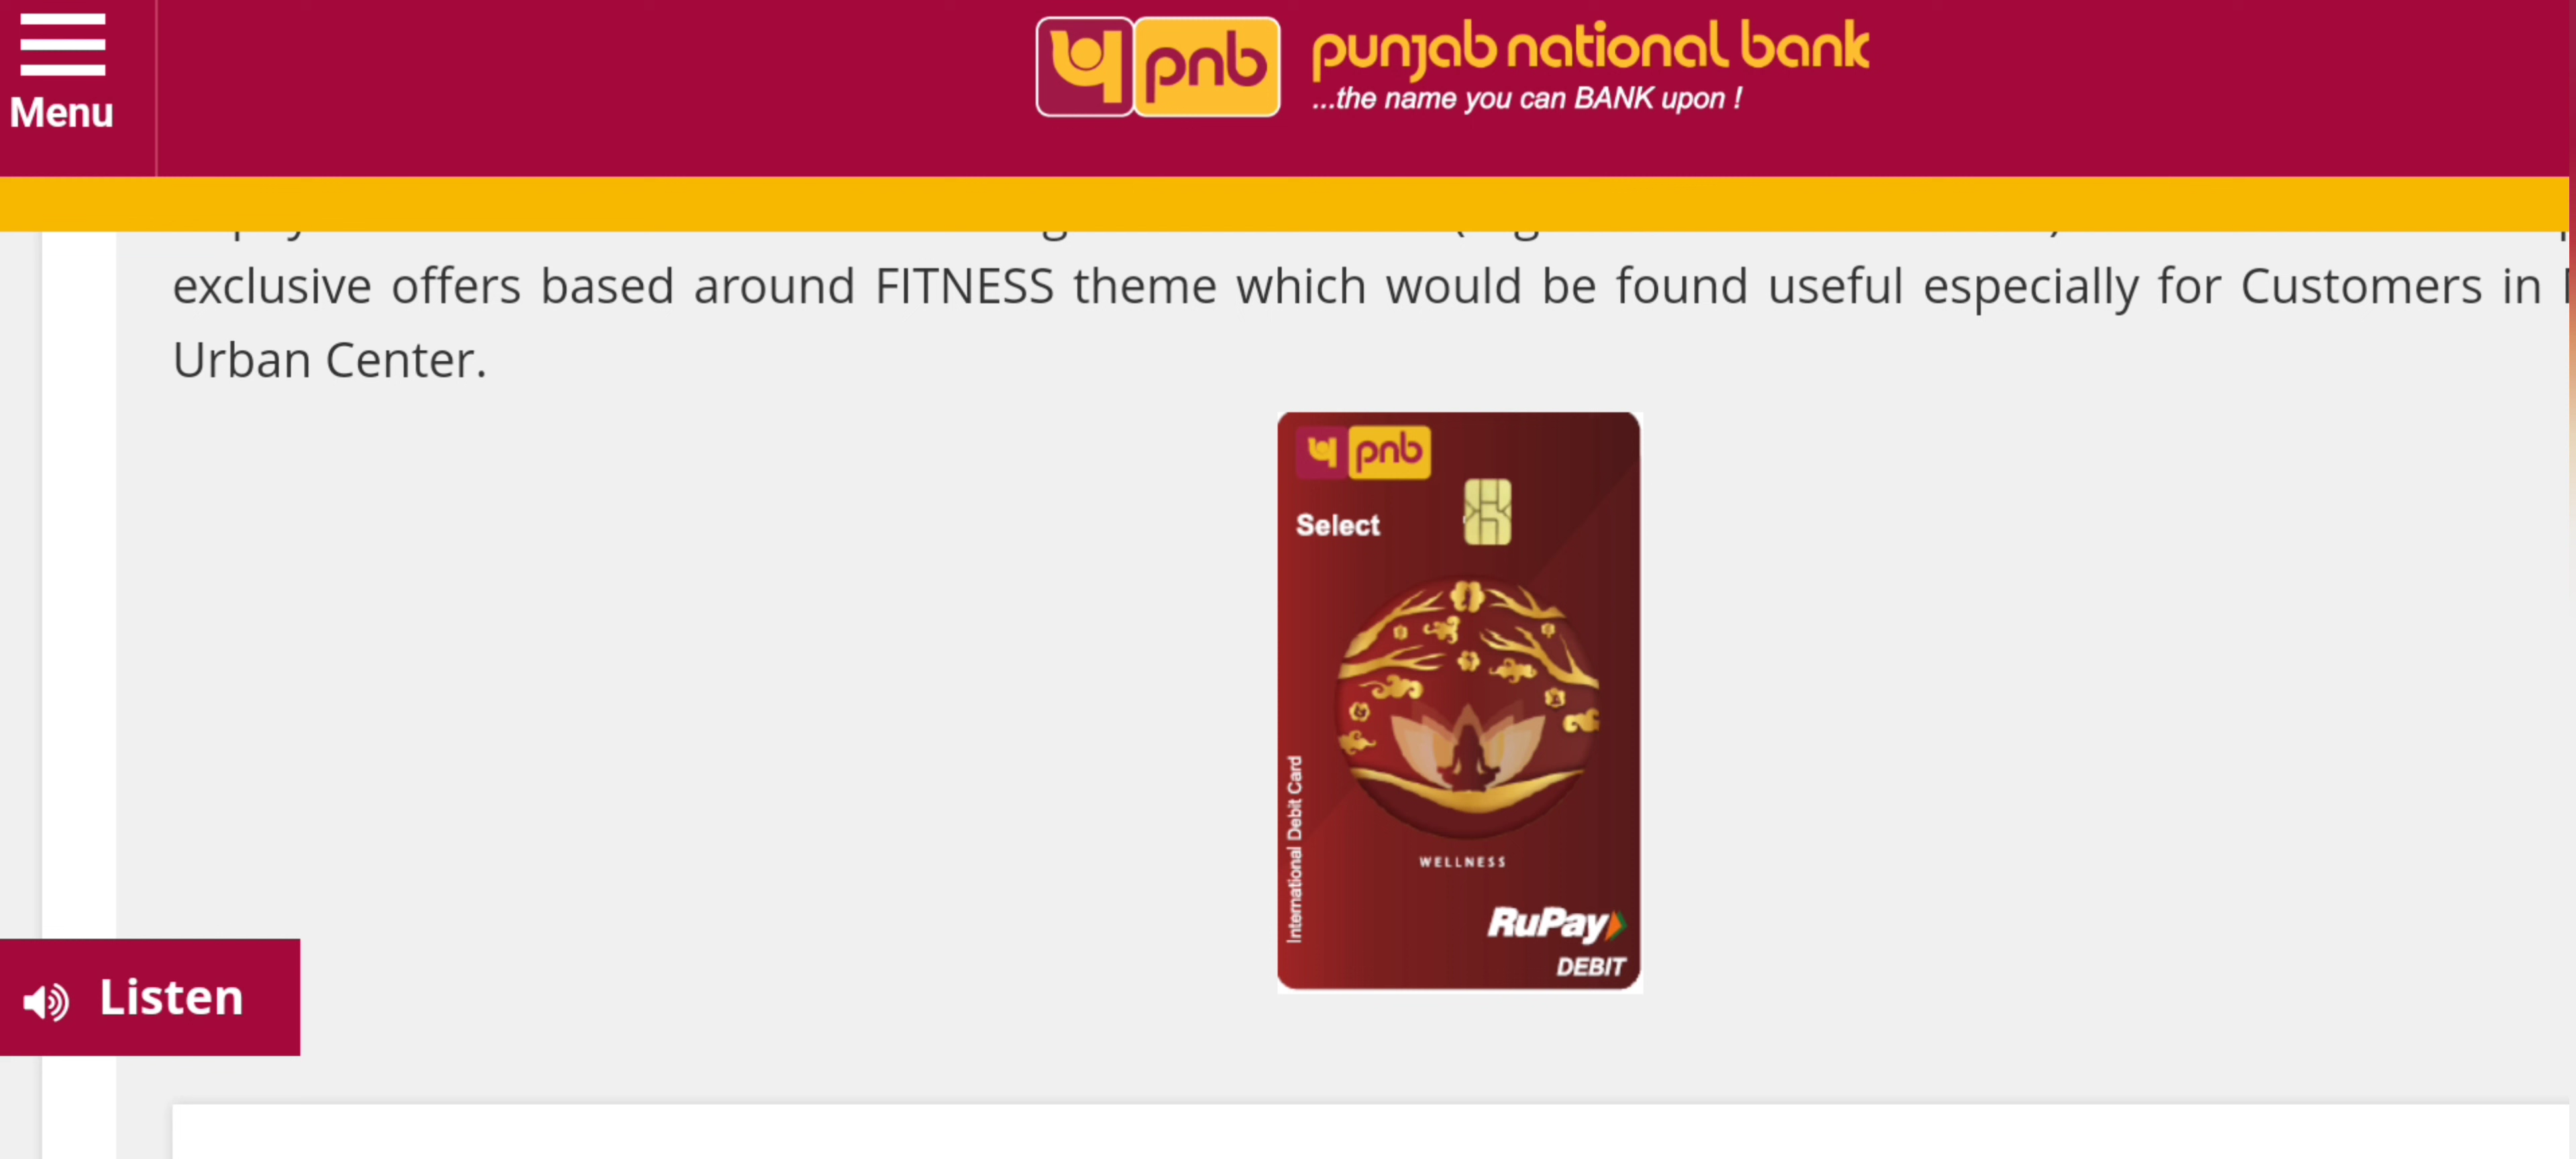 Menu
प pnb
punjab national bank
...the name you can BANK upon !
exclusive offers based around FITNESS theme which would be found useful especially for Customers in
Urban Center.
प pnb
Select
International Debit Card
WELLNESS
RuPay
DEBIT
Listen